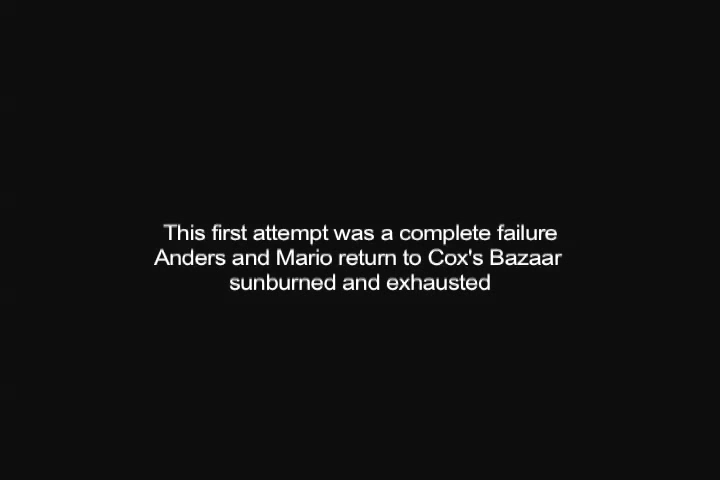 This first attempt was a complete failure
Anders and Mario return to Cox's Bazaar
sunburned and exhausted